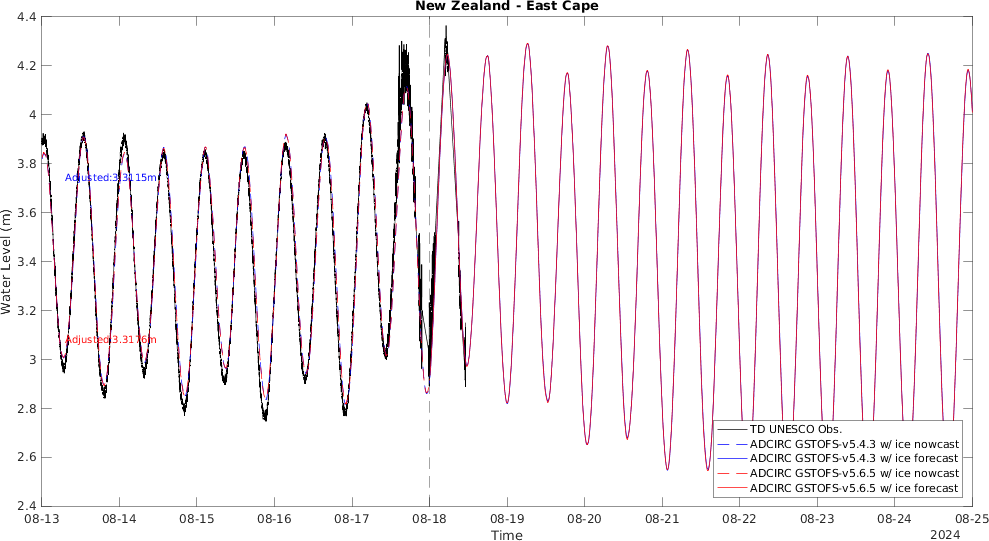 New Zealand - East Cape
Water Level (m)
4.4
4.2
4
3.8
3.6
3.4
3.2
3
2.8
2.6
2.4
Adjusted:3.3115m
Adjusted:3.3176m
TD UNESCO Obs.
ADCIRC GSTOFS-v5.4.3 w/ ice nowcast
ADCIRC GSTOFS-v5.4.3 w/ ice forecast
ADCIRC GSTOFS-v5.6.5 w/ ice nowcast
ADCIRC GSTOFS-v5.6.5 w/ ice forecast
08-13 08-14 08-15 08-16 08-17 08-18 08-19 08-20 08-21 08-22 08-23 08-24 08-25
Time
2024